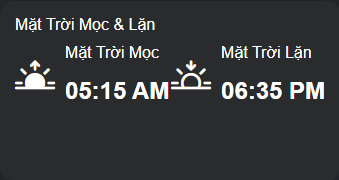 Mặt Trời Mọc & Lặn
Mặt Trời Mọc
05:15 AM
Mặt Trời Lặn
06:35 PM